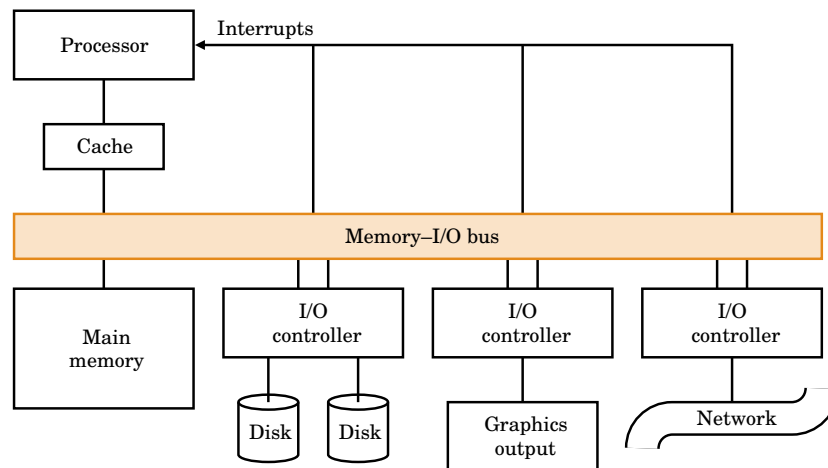 Interrupts
Processor
Cache
Memory–I/O bus
Main
memory
I/O
controller
I/O
controller
I/O
controller
Disk
Disk
Graphics
output
Network